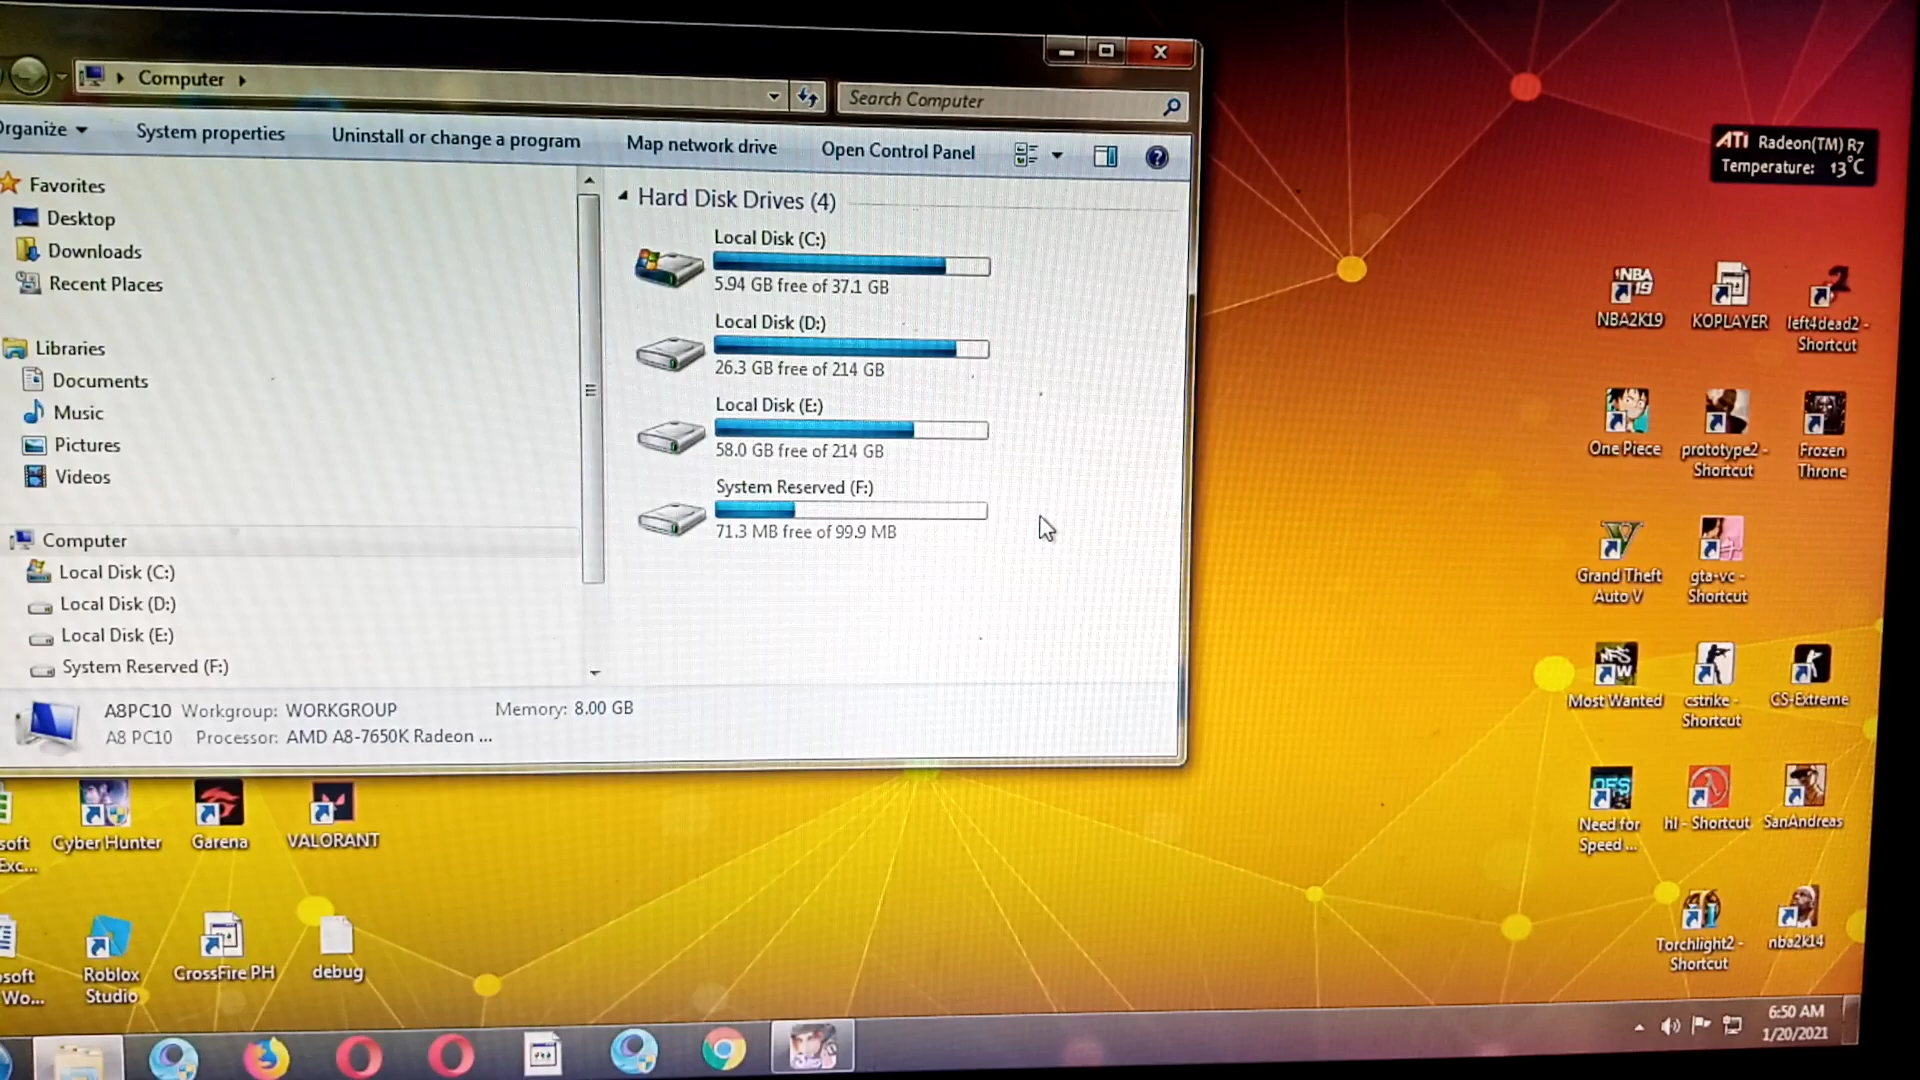 Computer
Search Computer
Organize
System properties
Uninstall or change a program
Map network drive
Open Control Panel
Favorites
Desktop
Downloads
Recent Places
Libraries
Documents
Music
Pictures
Videos
Computer
Local Disk (C:)
Local Disk (D:)
Local Disk (E:)
System Reserved (F:)
Hard Disk Drives (4)
Local Disk (C:)
5.94 GB free of 37.1 GB
Local Disk (D:)
26.3 GB free of 214 GB
Local Disk (E:)
58.0 GB free of 214 GB
System Reserved (F:)
71.3 MB free of 99.9 MB
A8PC10 Workgroup: WORKGROUP
Memory: 8.00 GB
A8 PC10 Processor: AMD A8-7650K Radeon ...
ATI Radeon(TM) R7
Temperature: 13°C
NBA
19
NBA2K19
KOPLAYER
left4dead2 -
Shortcut
One Piece
prototype2 -
Shortcut
Frozen
Throne
Grand Theft
Auto V
gta-vc -
Shortcut
Most Wanted
cstrike -
Shortcut
CS-Extreme
Need for
Speed ...
hl - Shortcut
SanAndreas
Torchlight2 -
Shortcut
nba2k14
soft
Exc...
Cyber Hunter
Garena
VALORANT
osoft
Wo...
Roblox
Studio
CrossFire PH
debug
6:50 AM
1/20/2021